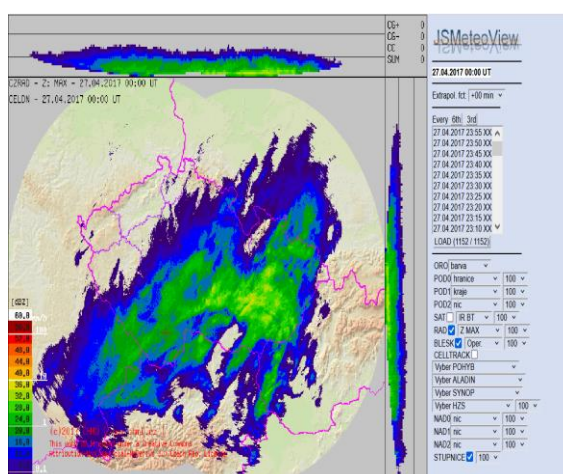 CG+ 0
CG- 0
CC 0
SUM 0
CZRAD - Z: MAX - 27.04.2017 00:00 UT
CELDN - 27.04.2017 00:00 UT
[dBZ]
60,0
JSMeteoView
27.04.2017 00:00 UT
Extrapol. fct: +00 min
Every 6th 3rd
27.04 2017 23:55 XX
27.04 2017 23:50 XX
27.04 2017 23:45 XX
27.04 2017 23:40 XX
27.04 2017 23:35 XX
27.04 2017 23:30 XX
27.04 2017 23:25 XX
27.04 2017 23:20 XX
27.04 2017 23:15 XX
27.04 2017 23:10 XX
LOAD (1152 / 1152)
ORO barva
POD0 hranice 100
POD1 kraje 100
POD2 nic 100
SAT IR BT 100
RAD Z MAX 100
BLESK Oper. 100
CELLTRACK
Vyber POHYB
Vyber ALADIN
Vyber SYNOP
Vyber HZS 100
NAD0 nic 100
NAD1 nic 100
NAD2 nic 100
STUPNICE 100